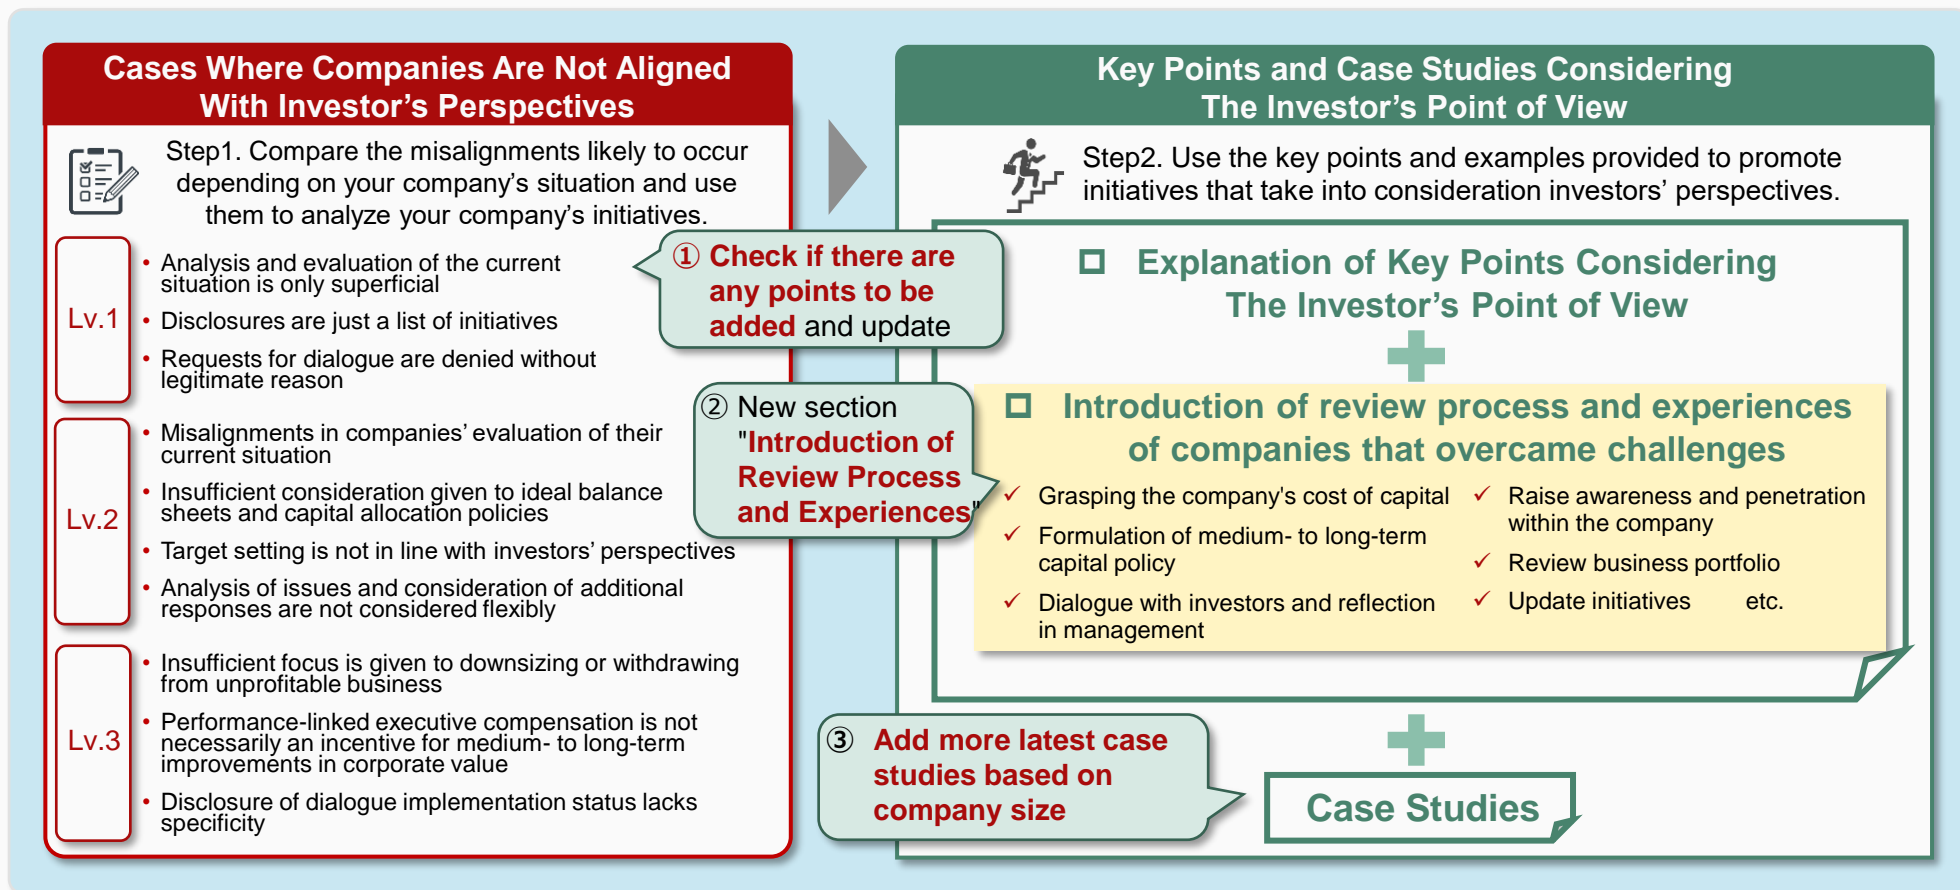 Cases Where Companies Are Not Aligned
With Investor’s Perspectives
Step1. Compare the misalignments likely to occur
depending on your company’s situation and use
them to analyze your company’s initiatives.
Lv.1
• Analysis and evaluation of the current
situation is only superficial
• Disclosures are just a list of initiatives
• Requests for dialogue are denied without
legitimate reason
Lv.2
• Misalignments in companies’ evaluation of their
current situation
• Insufficient consideration given to ideal balance
sheets and capital allocation policies
• Target setting is not in line with investors’ perspectives
• Analysis of issues and consideration of additional
responses are not considered flexibly
Lv.3
• Insufficient focus is given to downsizing or withdrawing
from unprofitable business
• Performance-linked executive compensation is not
necessarily an incentive for medium- to long-term
improvements in corporate value
• Disclosure of dialogue implementation status lacks
specificity
① Check if there are
any points to be
added and update
② New section
"Introduction of
Review Process
and Experiences"
③ Add more latest case
studies based on
company size
Key Points and Case Studies Considering
The Investor’s Point of View
Step2. Use the key points and examples provided to promote
initiatives that take into consideration investors’ perspectives.
Explanation of Key Points Considering
The Investor’s Point of View
Introduction of review process and experiences
of companies that overcame challenges
✓ Grasping the company's cost of capital
✓ Formulation of medium- to long-term
capital policy
✓ Dialogue with investors and reflection
in management
✓ Raise awareness and penetration
within the company
✓ Review business portfolio
✓ Update initiatives etc.
Case Studies